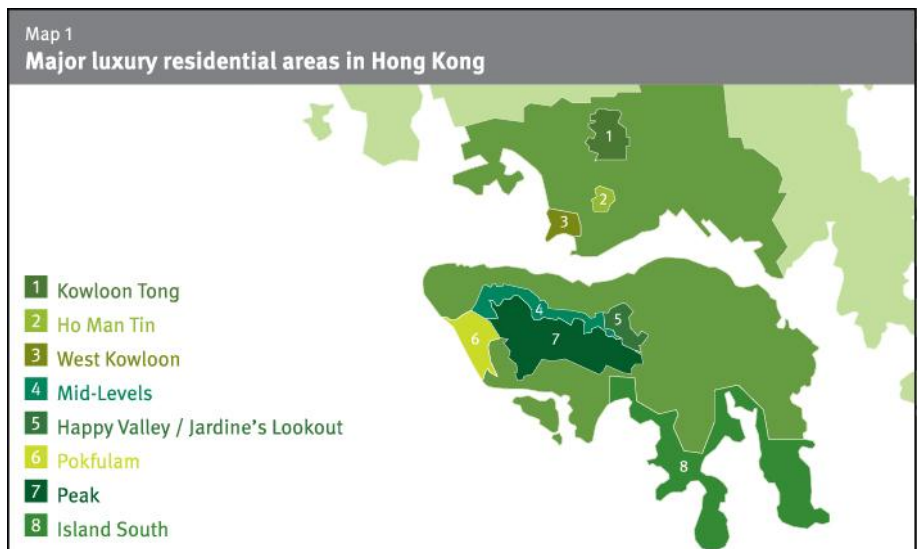 Map 1
Major luxury residential areas in Hong Kong
1
2
3
4
5
6
7
8
1 Kowloon Tong
2 Ho Man Tin
3 West Kowloon
4 Mid-Levels
5 Happy Valley / Jardine's Lookout
6 Pokfulam
7 Peak
8 Island South